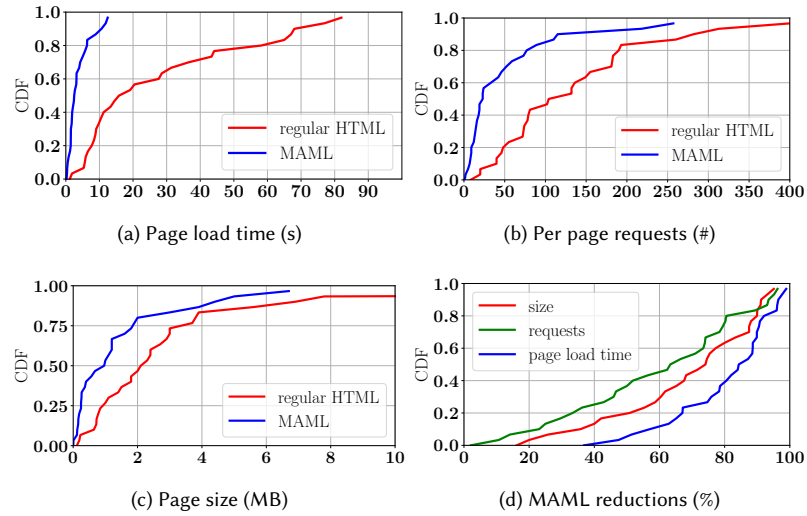 1.0
0.8
0.6
0.4
0.2
0.0
CDF
regular HTML
MAML
0 10 20 30 40 50 60 70 80 90
(a) Page load time (s)
1.0
0.8
0.6
0.4
0.2
0.0
CDF
regular HTML
MAML
0 50 100 150 200 250 300 350 400
(b) Per page requests (#)
1.00
0.75
0.50
0.25
0.00
CDF
regular HTML
MAML
0 2 4 6 8 10
(c) Page size (MB)
1.0
0.8
0.6
0.4
0.2
0.0
CDF
size
requests
page load time
0 20 40 60 80 100
(d) MAML reductions (%)